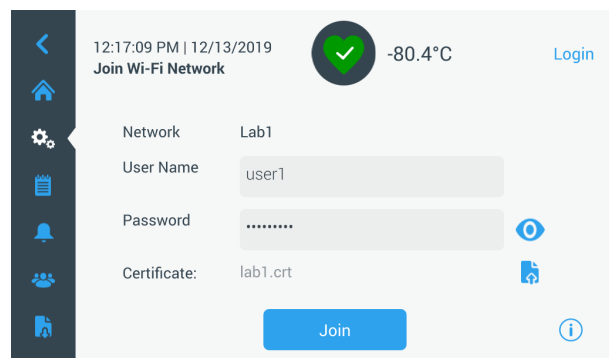 12:17:09 PM | 12/13/2019
Join Wi-Fi Network
-80.4°C
Login
Network Lab1
User Name user1
Password •••••••••
Certificate: lab1.crt
Join